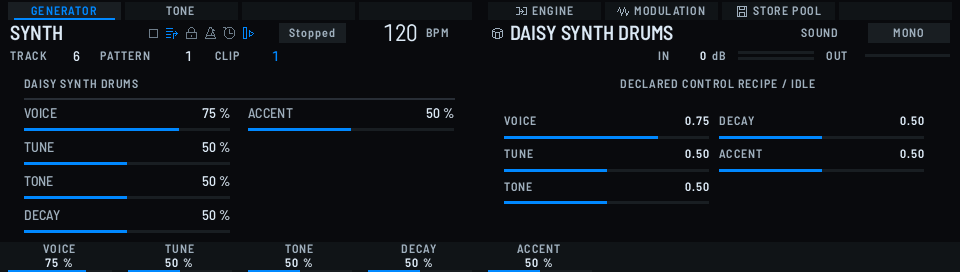 GENERATOR TONE ENGINE MODULATION STORE POOL
SYNTH Stopped 120 BPM DAISY SYNTH DRUMS SOUND MONO
TRACK 6 PATTERN 1 CLIP 1 IN 0 dB OUT
DAISY SYNTH DRUMS
VOICE 75 % ACCENT 50 %
TUNE 50 %
TONE 50 %
DECAY 50 %
DECLARED CONTROL RECIPE / IDLE
VOICE 0.75 DECAY 0.50
TUNE 0.50 ACCENT 0.50
TONE 0.50
VOICE TUNE TONE DECAY ACCENT
75 % 50 % 50 % 50 % 50 %